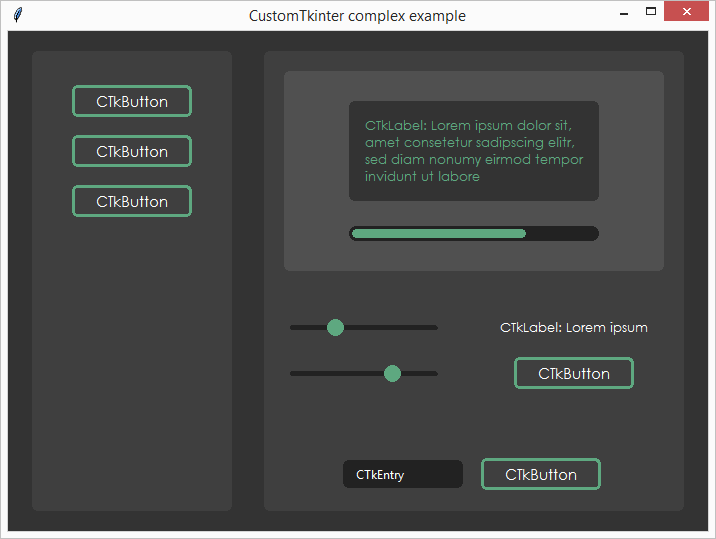 CustomTkinter complex example
CTkButton
CTkButton
CTkButton
CTkLabel: Lorem ipsum dolor sit,
amet consetetur sadipscing elitr,
sed diam nonumy eirmod tempor
invidunt ut labore
CTkLabel: Lorem ipsum
CTkButton
CTkEntry
CTkButton